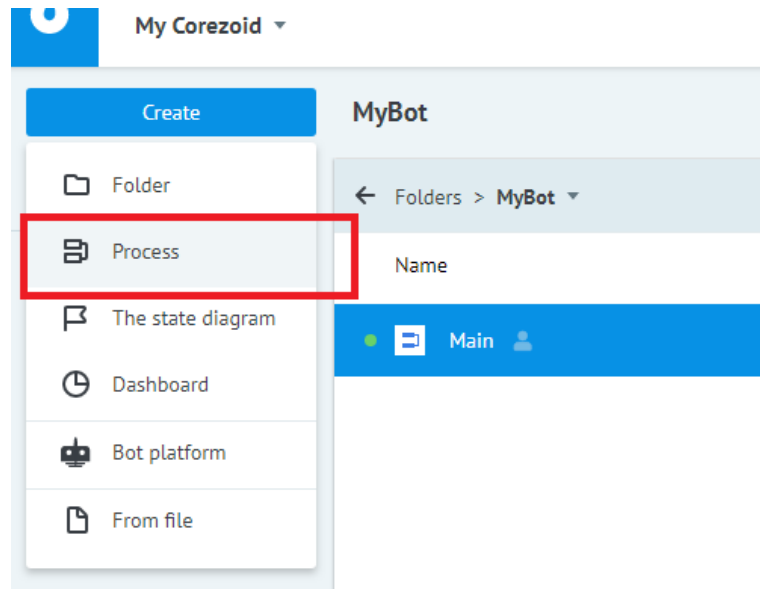 My Corezoid
Create
MyBot
Folder
Process
The state diagram
Dashboard
Bot platform
From file
Folders > MyBot
Name
Main